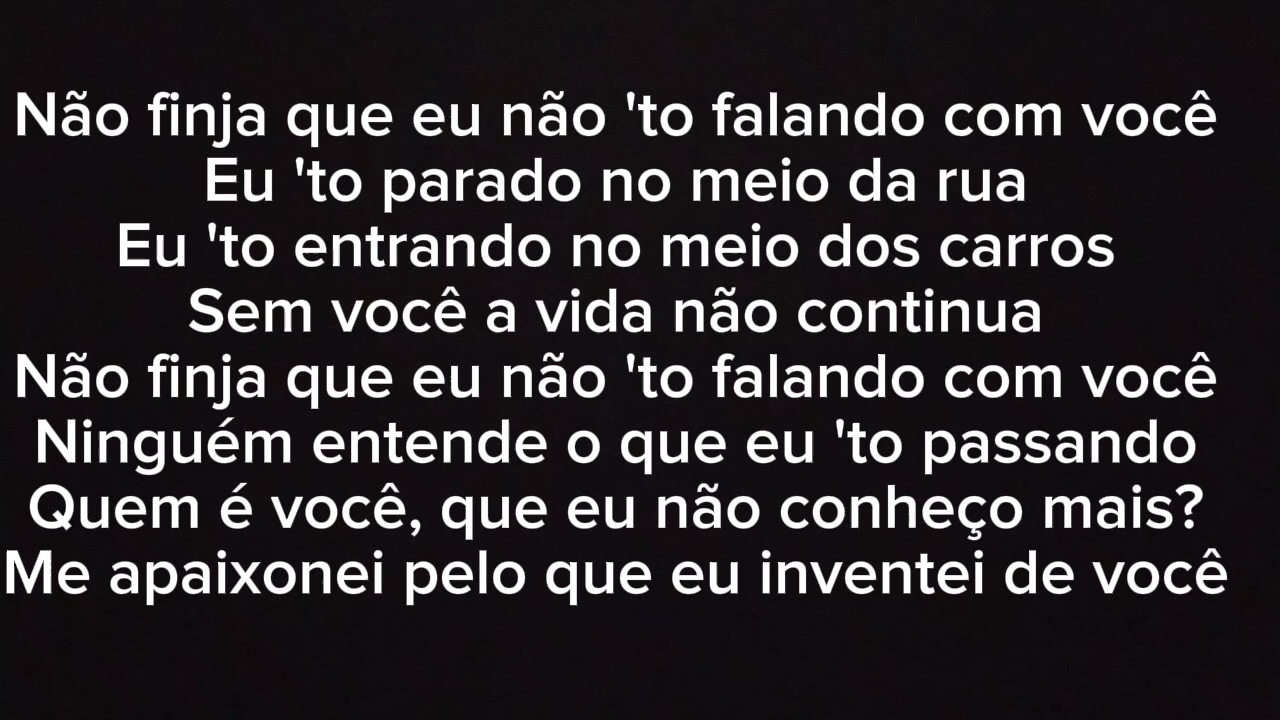 Não finja que eu não 'to falando com você
Eu 'to parado no meio da rua
Eu 'to entrando no meio dos carros
Sem você a vida não continua
Não finja que eu não 'to falando com você
Ninguém entende o que eu 'to passando
Quem é você, que eu não conheço mais?
Me apaixonei pelo que eu inventei de você